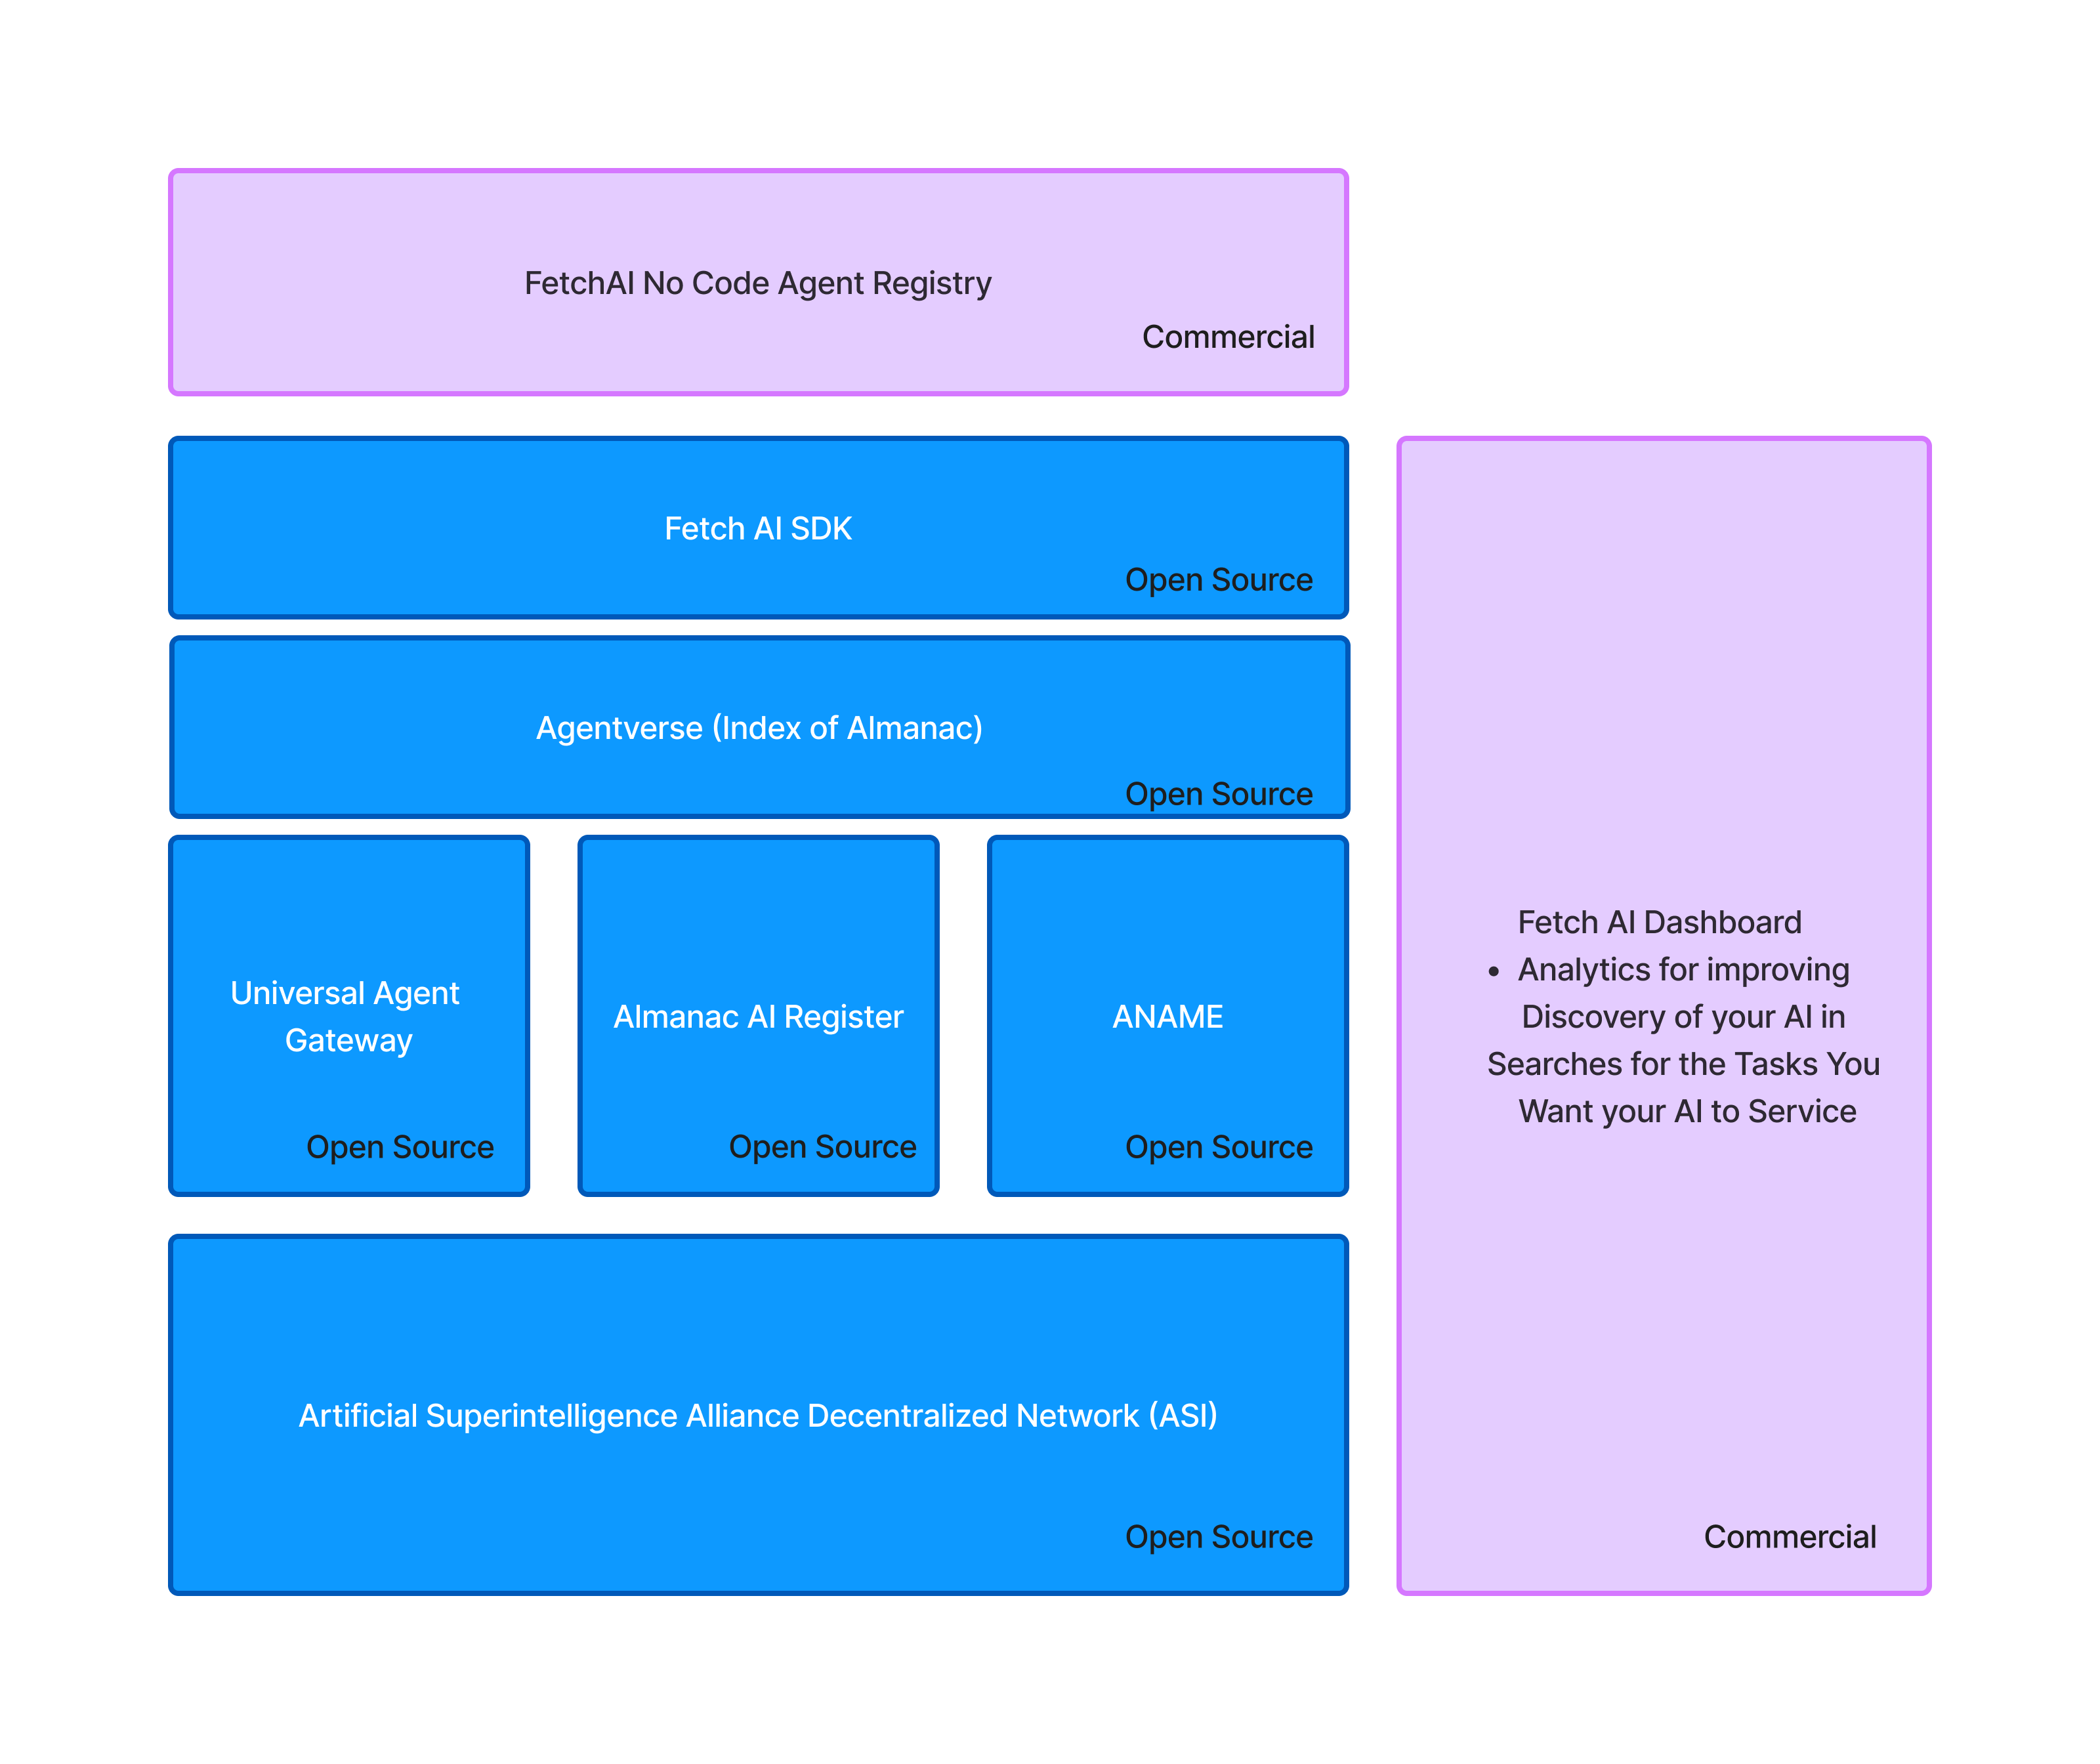 FetchAI No Code Agent Registry
Commercial
Fetch AI SDK
Open Source
Agentverse (Index of Almanac)
Open Source
Universal Agent
Gateway
Open Source
Almanac AI Register
Open Source
ANAME
Open Source
Artificial Superintelligence Alliance Decentralized Network (ASI)
Open Source
Fetch AI Dashboard
• Analytics for improving
Discovery of your AI in
Searches for the Tasks You
Want your AI to Service
Commercial